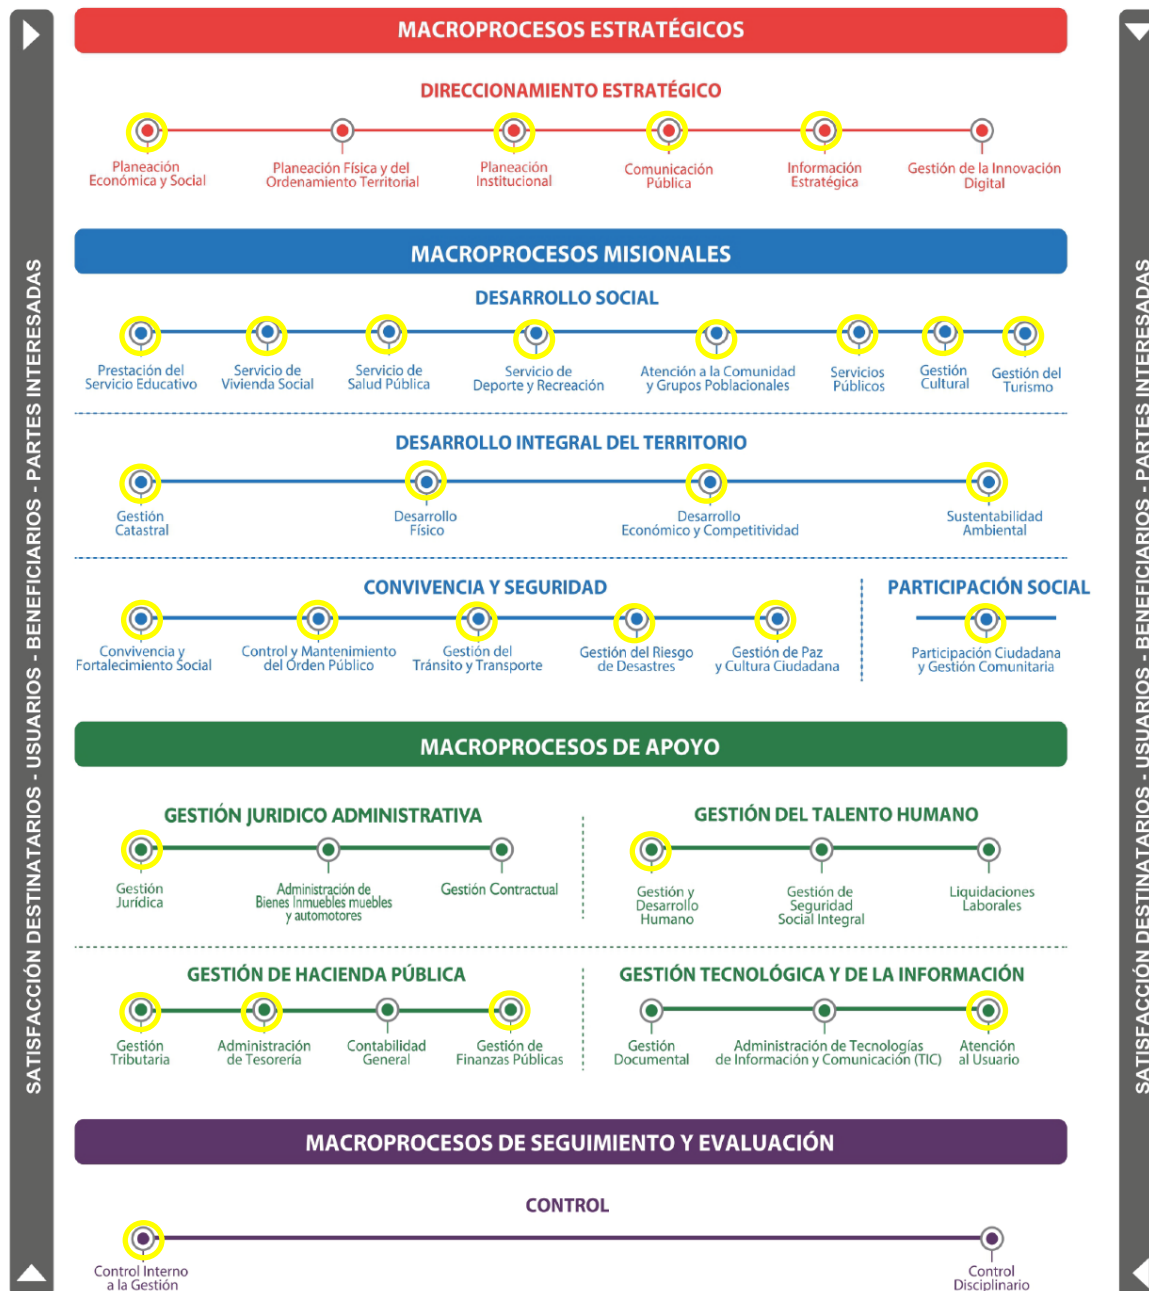 SATISFACCIÓN DESTINATARIOS - USUARIOS - BENEFICIARIOS - PARTES INTERESADAS
MACROPROCESOS ESTRATÉGICOS
DIRECCIONAMIENTO ESTRATÉGICO
Planeación
Económica y Social
Planeación Física y del
Ordenamiento Territorial
Planeación
Institucional
Comunicación
Pública
Información
Estratégica
Gestión de la Innovación
Digital
MACROPROCESOS MISIONALES
DESARROLLO SOCIAL
Prestación del
Servicio Educativo
Servicio de
Vivienda Social
Servicio de
Salud Pública
Servicio de
Deporte y Recreación
Atención a la Comunidad
y Grupos Poblacionales
Servicios
Públicos
Gestión
Cultural
Gestión del
Turismo
DESARROLLO INTEGRAL DEL TERRITORIO
Gestión
Catastral
Desarrollo
Físico
Desarrollo
Económico y Competitividad
Sustentabilidad
Ambiental
CONVIVENCIA Y SEGURIDAD
Convivencia y
Fortalecimiento Social
Control y Mantenimiento
del Orden Público
Gestión del
Tránsito y Transporte
Gestión del Riesgo
de Desastres
Gestión de Paz
y Cultura Ciudadana
PARTICIPACIÓN SOCIAL
Participación Ciudadana
y Gestión Comunitaria
MACROPROCESOS DE APOYO
GESTIÓN JURIDICO ADMINISTRATIVA
Gestión
Jurídica
Administración de
Bienes Inmuebles muebles
y automotores
Gestión Contractual
GESTIÓN DEL TALENTO HUMANO
Gestión y
Desarrollo
Humano
Gestión de
Seguridad
Social Integral
Liquidaciones
Laborales
GESTIÓN DE HACIENDA PÚBLICA
Gestión
Tributaria
Administración
de Tesorería
Contabilidad
General
Gestión de
Finanzas Públicas
GESTIÓN TECNOLÓGICA Y DE LA INFORMACIÓN
Gestión
Documental
Administración de Tecnologías
de Información y Comunicación (TIC)
Atención
al Usuario
MACROPROCESOS DE SEGUIMIENTO Y EVALUACIÓN
CONTROL
Control Interno
a la Gestión
Control
Disciplinario
SATISFACCIÓN DESTINATARIOS - USUARIOS - BENEFICIARIOS - PARTES INTERESADAS